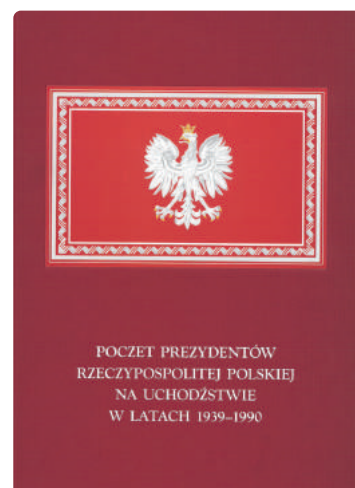 POCZET PREZYDENTÓW
RZECZYPOSPOLITEJ POLSKIEJ
NA UCHODŹSTWIE
W LATACH 1939–1990